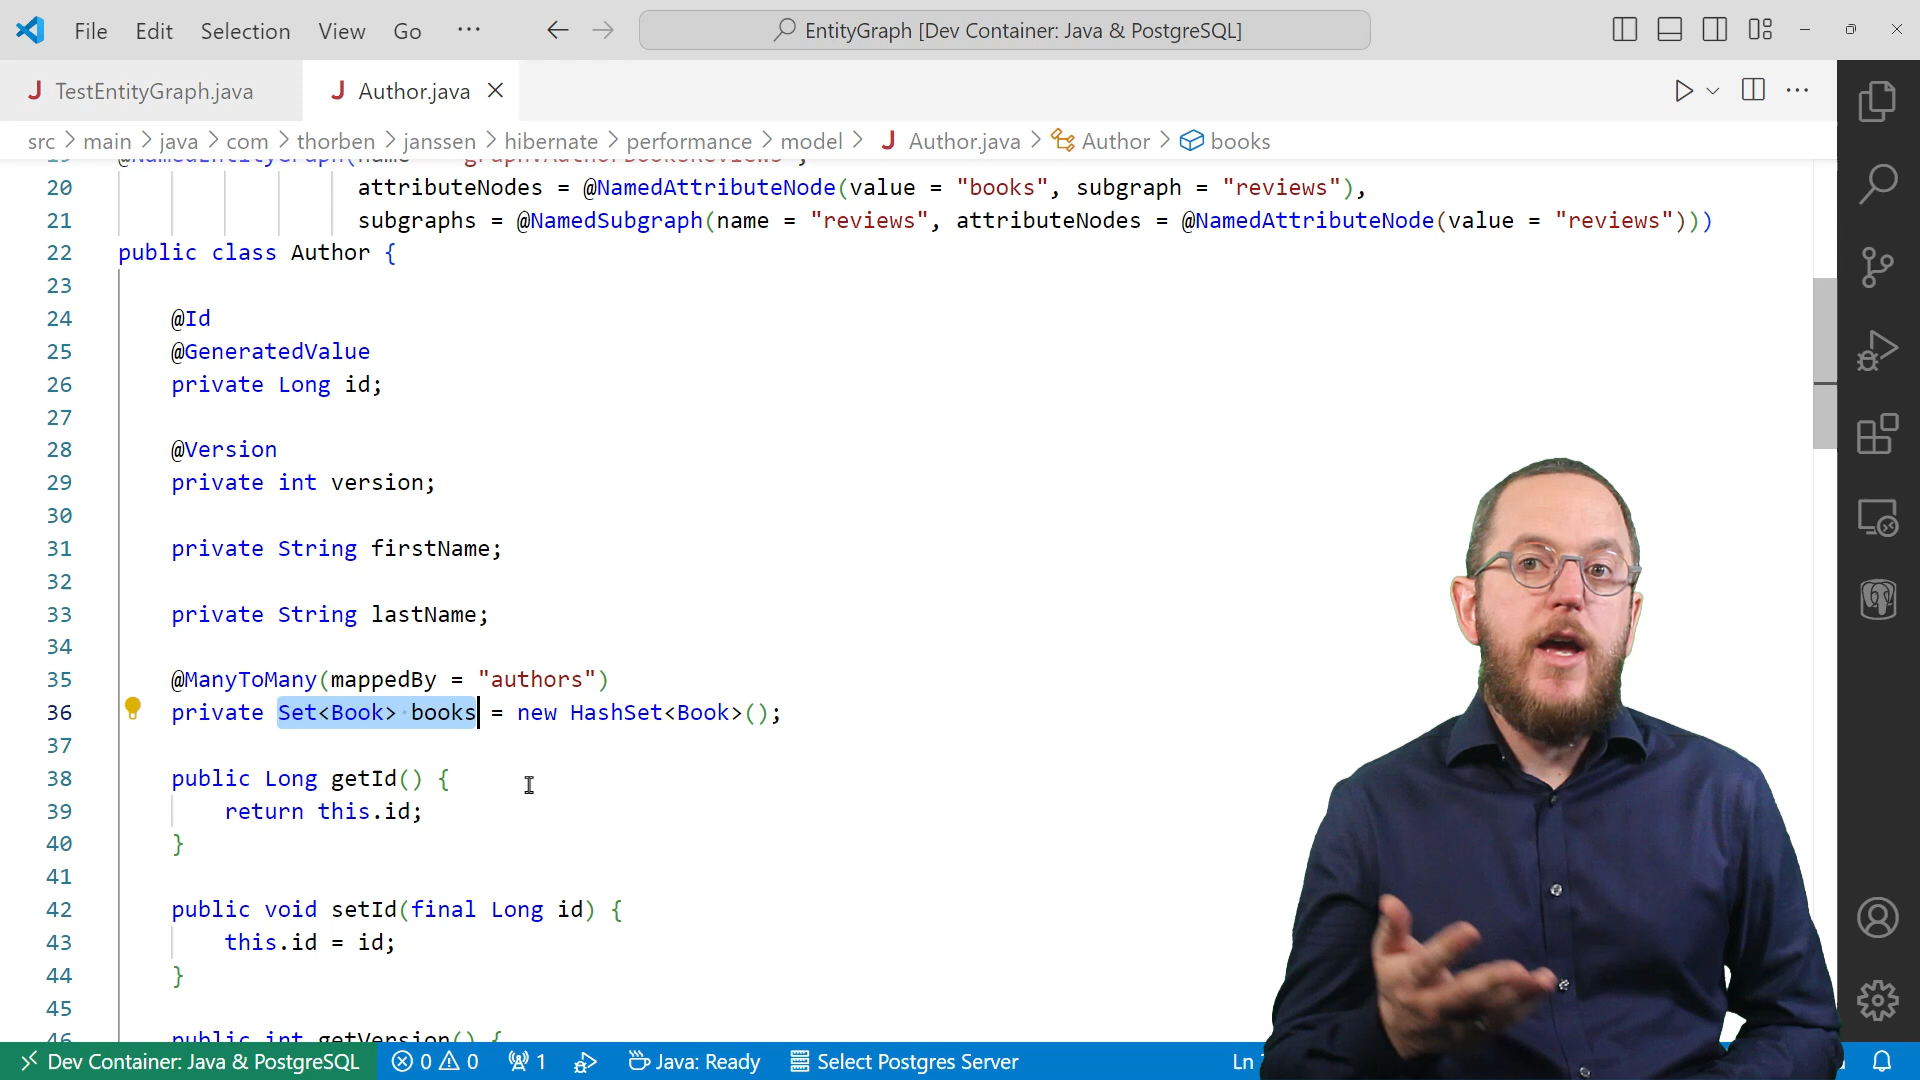 File Edit Selection View Go ···
EntityGraph [Dev Container: Java & PostgreSQL]
TestEntityGraph.java
Author.java
src > main > java > com > thorben > janssen > hibernate > performance > model > Author.java > Author > books
20 attributeNodes = @NamedAttributeNode(value = "books", subgraph = "reviews"),
21 subgraphs = @NamedSubgraph(name = "reviews", attributeNodes = @NamedAttributeNode(value = "reviews")))
22 public class Author {
23
24 @Id
25 @GeneratedValue
26 private Long id;
27
28 @Version
29 private int version;
30
31 private String firstName;
32
33 private String lastName;
34
35 @ManyToMany(mappedBy = "authors")
36 private Set<Book> books = new HashSet<Book>();
37
38 public Long getId() {
39 return this.id;
40 }
41
42 public void setId(final Long id) {
43 this.id = id;
44 }
45
46 public int getVersion() {
Dev Container: Java & PostgreSQL 0 0 1 Java: Ready Select Postgres Server Ln